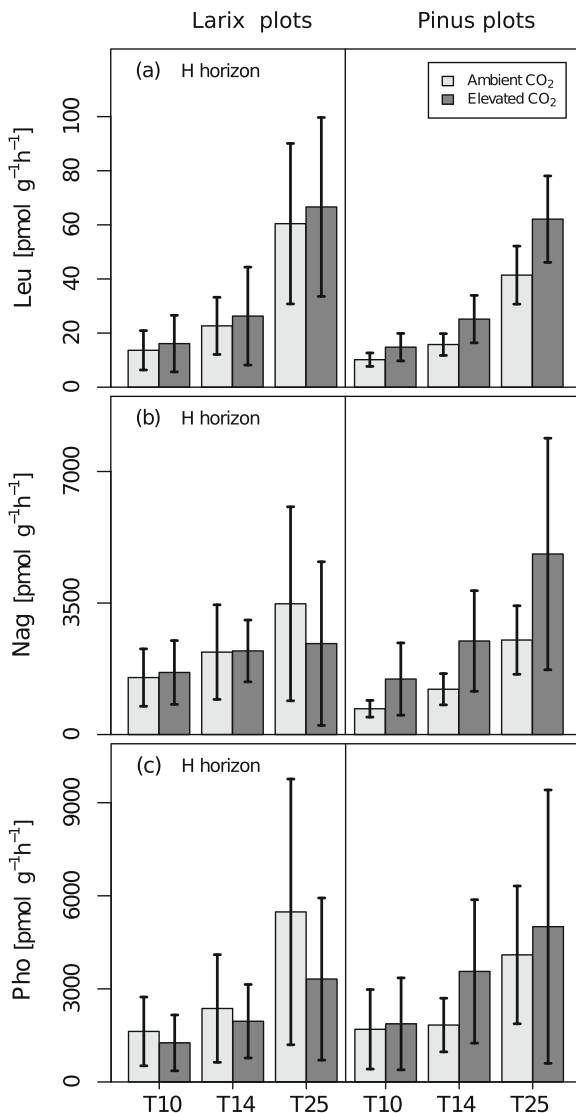 Larix plots Pinus plots
(a) H horizon
Ambient CO₂
Elevated CO₂
Leu [pmol g⁻¹h⁻¹]
100
80
60
40
20
0
(b) H horizon
Nag [pmol g⁻¹h⁻¹]
7000
3500
0
(c) H horizon
Pho [pmol g⁻¹h⁻¹]
9000
6000
3000
0
T10 T14 T25 T10 T14 T25